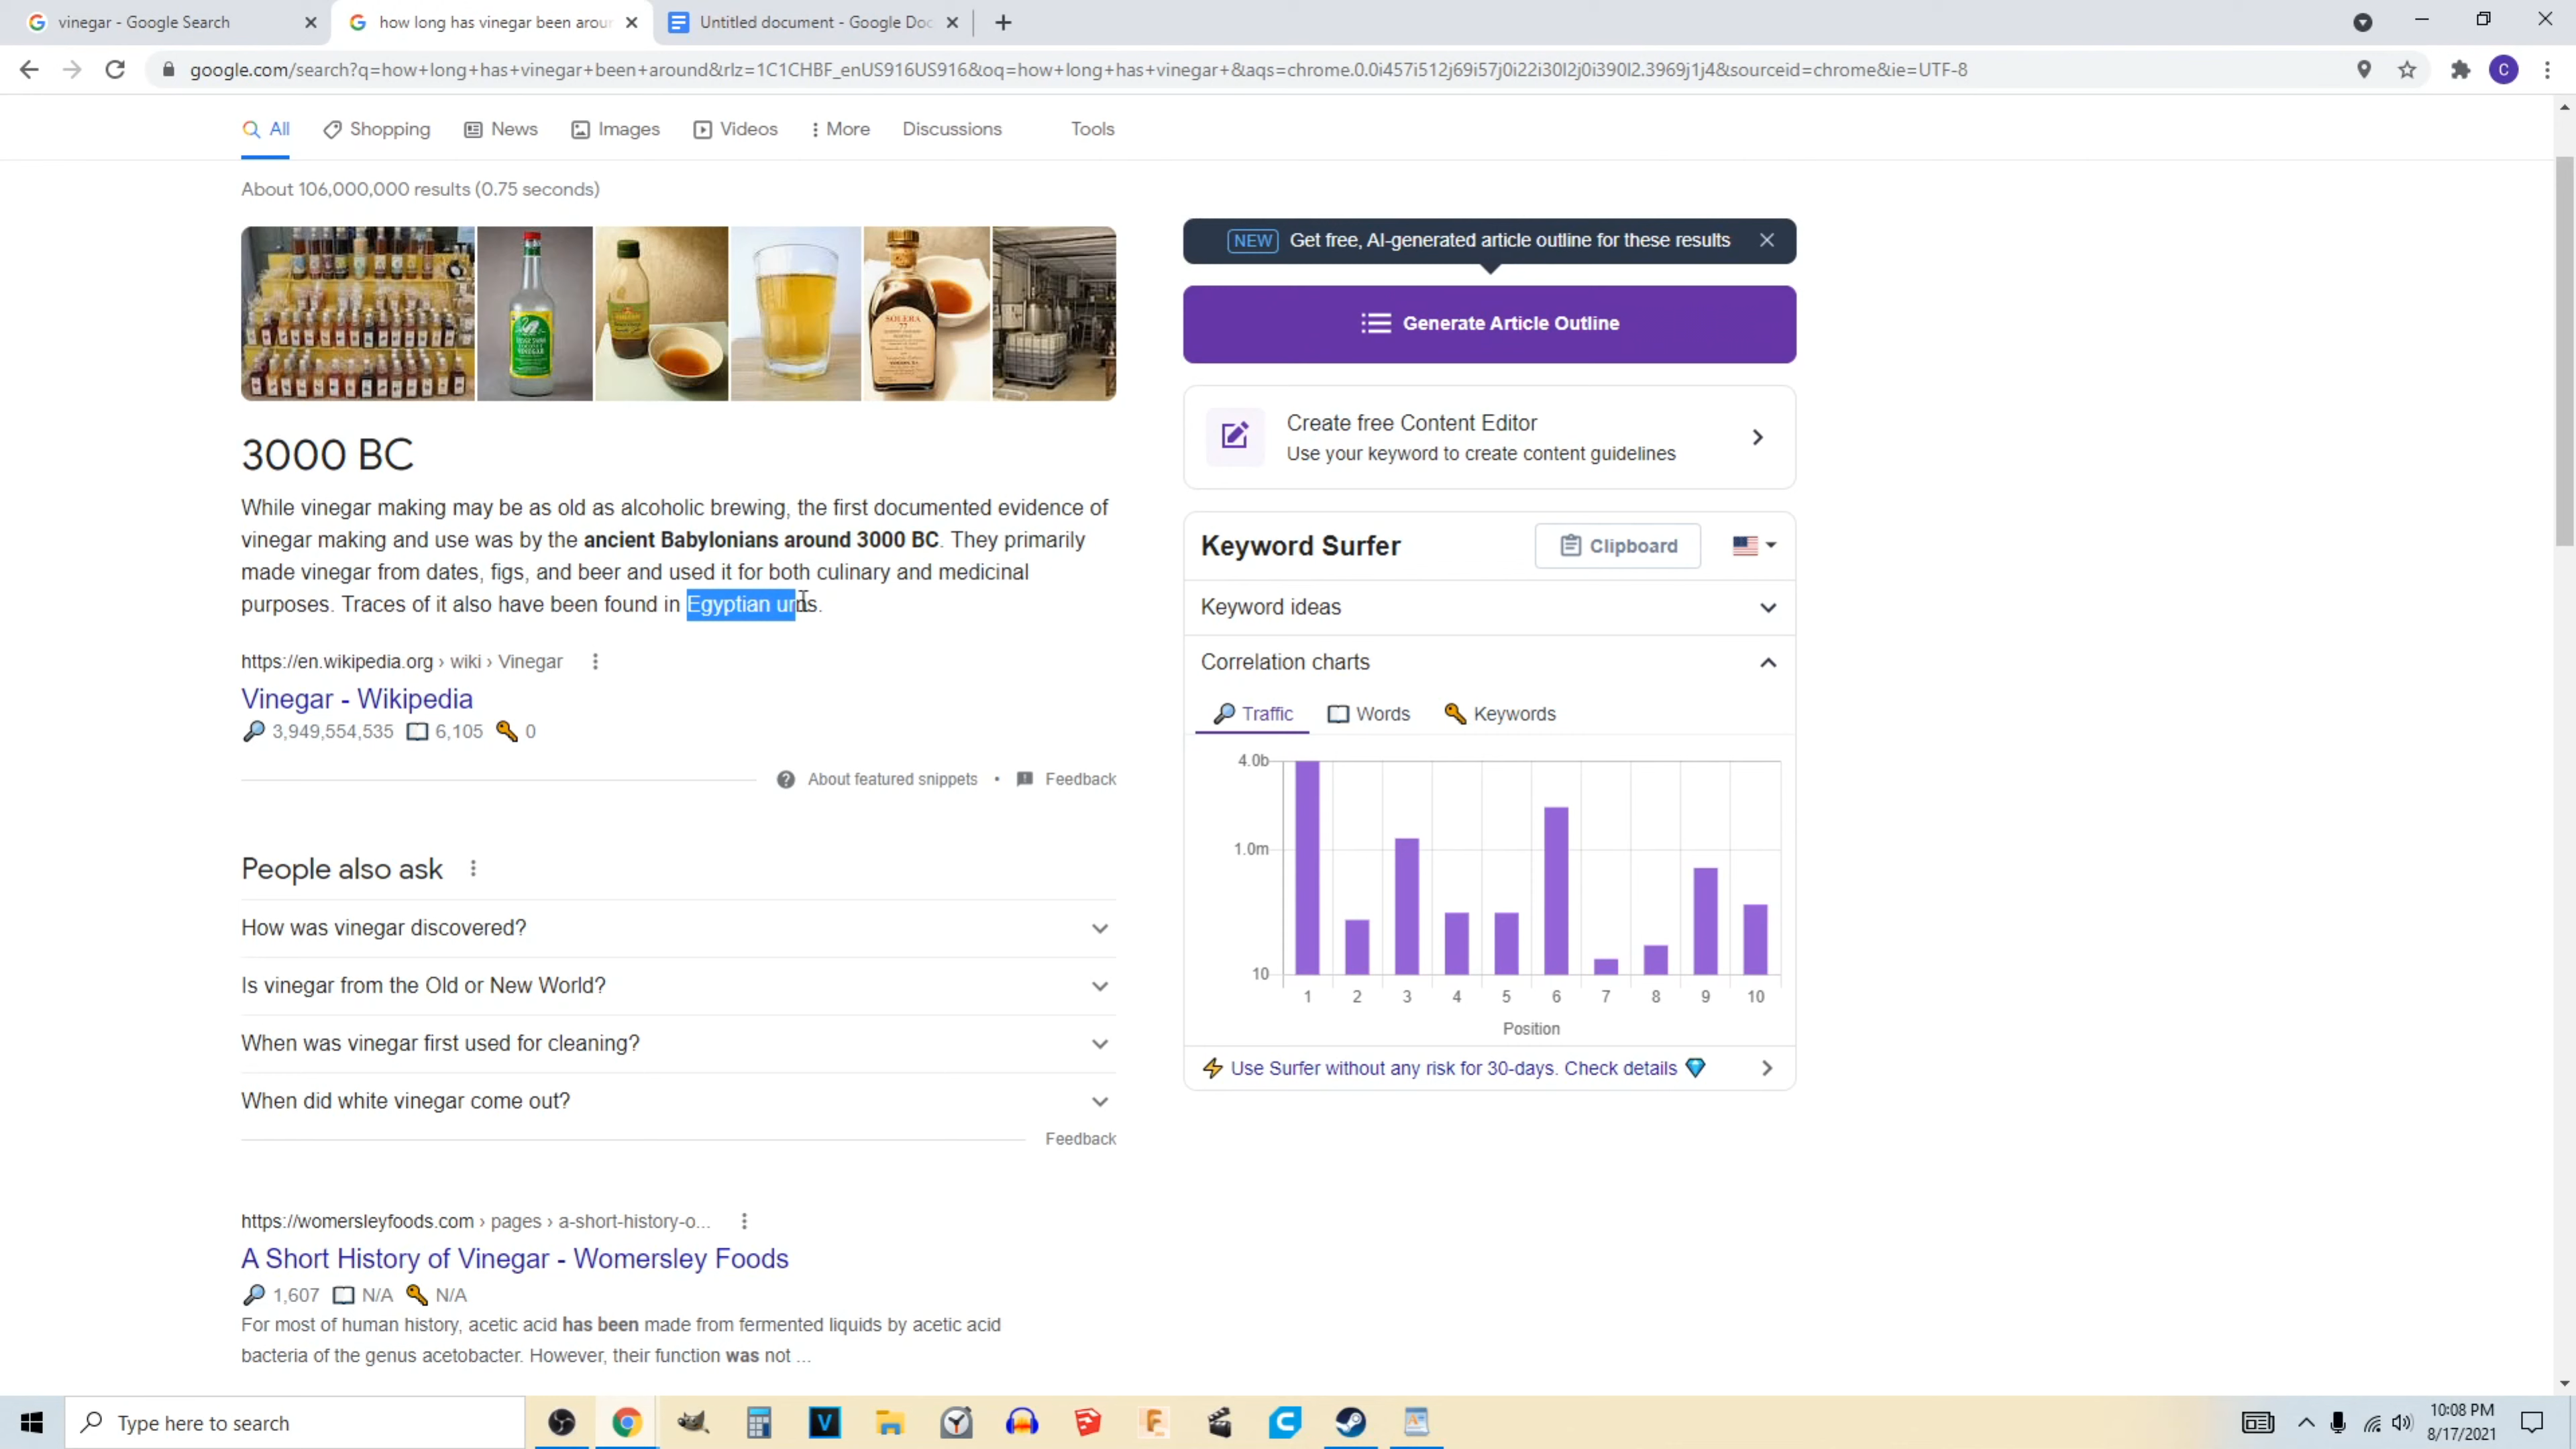 vinegar - Google Search
how long has vinegar been aroun
Untitled document - Google Doc
google.com/search?q=how+long+has+vinegar+been+around&rlz=1C1CHBF_enUS916US916&oq=how+long+has+vinegar+&aqs=chrome.0.0i457i512j69i57j0i22i30l2j0i390l2.3969j1j4&sourceid=chrome&ie=UTF-8
C
All Shopping News Images Videos More Discussions Tools
About 106,000,000 results (0.75 seconds)
NEW Get free, AI-generated article outline for these results
Generate Article Outline
SOLERA
77
VINEGAR
Create free Content Editor
Use your keyword to create content guidelines
3000 BC
While vinegar making may be as old as alcoholic brewing, the first documented evidence of
vinegar making and use was by the ancient Babylonians around 3000 BC. They primarily
made vinegar from dates, figs, and beer and used it for both culinary and medicinal
purposes. Traces of it also have been found in Egyptian urns.
https://en.wikipedia.org › wiki › Vinegar
Vinegar - Wikipedia
3,949,554,535 6,105 0
About featured snippets • Feedback
Keyword Surfer Clipboard
Keyword ideas
Correlation charts
Traffic Words Keywords
4.0b
1.0m
10
1 2 3 4 5 6 7 8 9 10
Position
Use Surfer without any risk for 30-days. Check details
People also ask
How was vinegar discovered?
Is vinegar from the Old or New World?
When was vinegar first used for cleaning?
When did white vinegar come out?
Feedback
https://womersleyfoods.com › pages › a-short-history-o...
A Short History of Vinegar - Womersley Foods
1,607 N/A N/A
For most of human history, acetic acid has been made from fermented liquids by acetic acid
bacteria of the genus acetobacter. However, their function was not ...
Type here to search
V
F
10:08 PM
8/17/2021